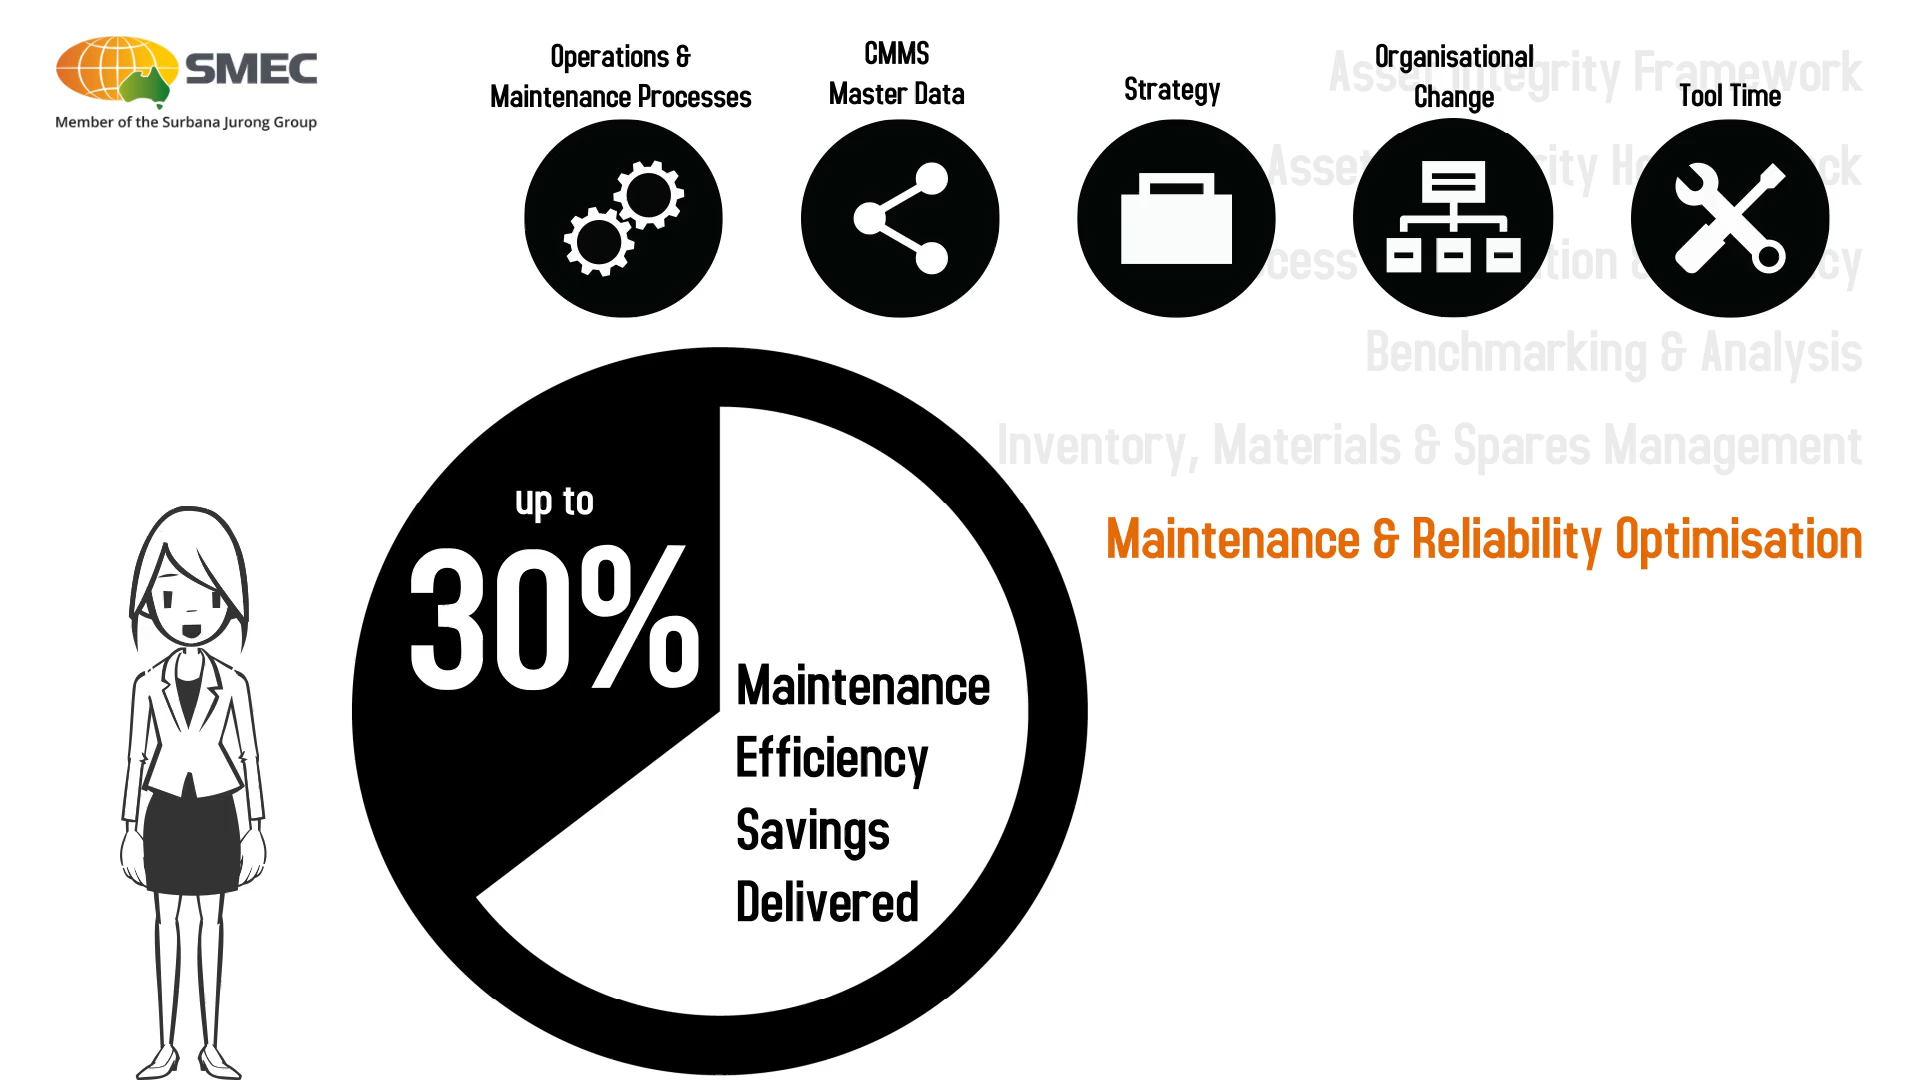 SMEC
Member of the Surbana Jurong Group
Operations &
Maintenance Processes
CMMS
Master Data
Strategy
Organisational
Change
Tool Time
Framework
Benchmarking & Analysis
Inventory, Materials & Spares Management
Maintenance & Reliability Optimisation
up to
30%
Maintenance
Efficiency
Savings
Delivered